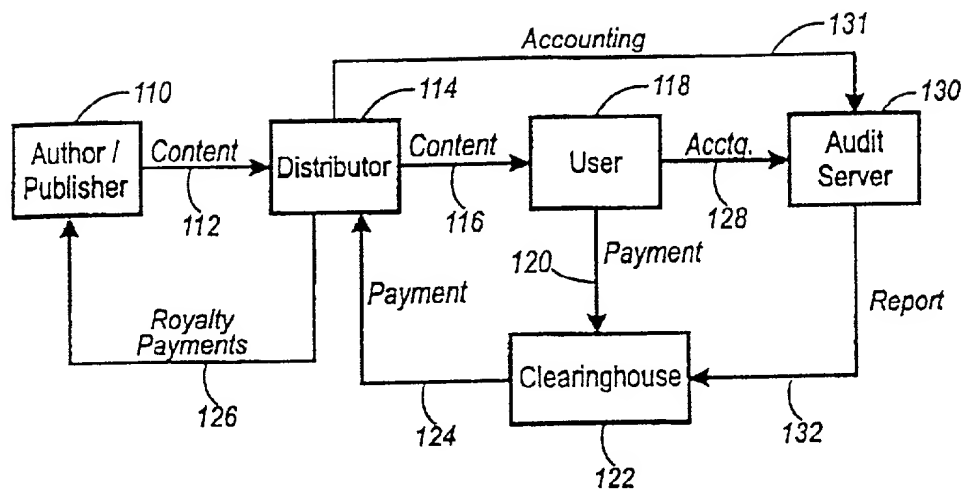 Accounting
131
110
114
118
130
Author /
Publisher
Content
Distributor
Content
User
Acctg.
Audit
Server
112
116
128
120
Payment
Payment
Report
Royalty
Payments
Clearinghouse
126
124
132
122